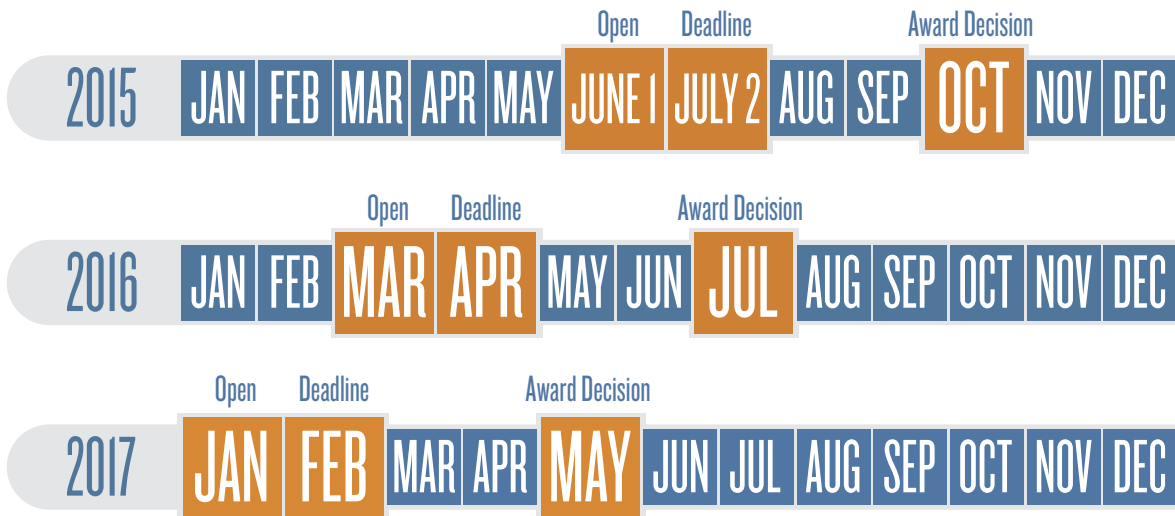 Open Deadline Award Decision
2015 JAN FEB MAR APR MAY JUNE 1 JULY 2 AUG SEP OCT NOV DEC
Open Deadline Award Decision
2016 JAN FEB MAR APR MAY JUN JUL AUG SEP OCT NOV DEC
Open Deadline Award Decision
2017 JAN FEB MAR APR MAY JUN JUL AUG SEP OCT NOV DEC